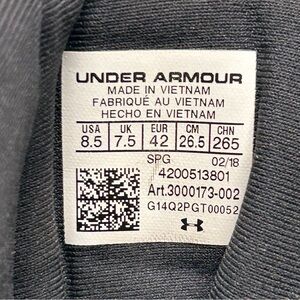 UNDER ARMOUR
MADE IN VIETNAM
FABRIQUÉ AU VIETNAM
HECHO EN VIETNAM
USA UK EUR CM CHN
8.5 7.5 42 26.5 265
SPG 02/18
4200513801
Art.3000173-002
G14Q2PGT00052